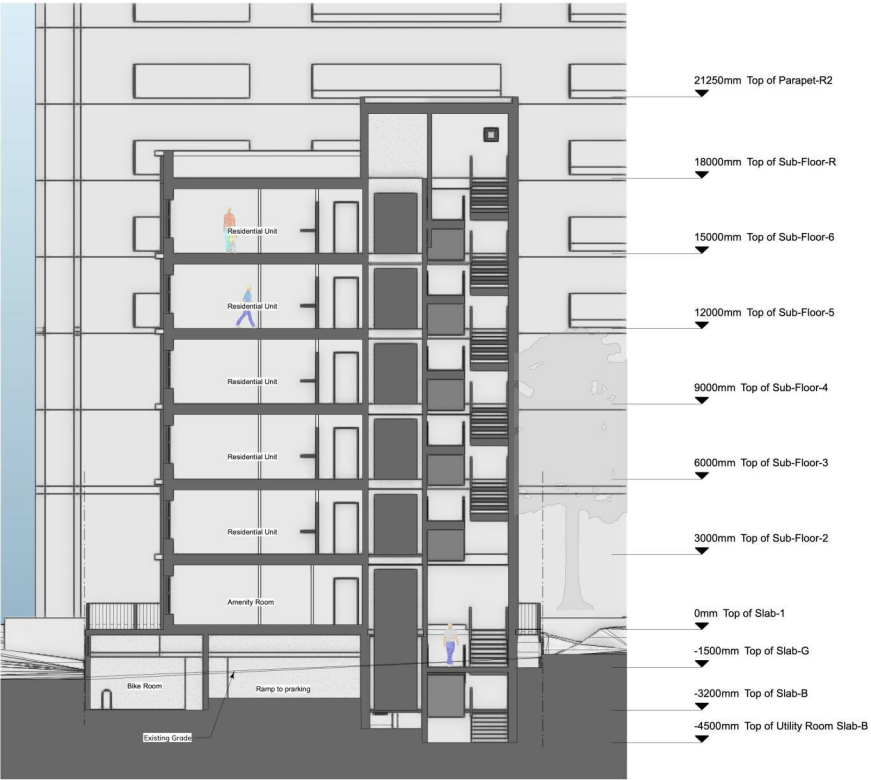 21250mm Top of Parapet-R2
18000mm Top of Sub-Floor-R
Residential Unit
15000mm Top of Sub-Floor-6
Residential Unit
12000mm Top of Sub-Floor-5
Residential Unit
9000mm Top of Sub-Floor-4
Residential Unit
6000mm Top of Sub-Floor-3
Residential Unit
3000mm Top of Sub-Floor-2
Amenity Room
0mm Top of Slab-1
-1500mm Top of Slab-G
Bike Room
Ramp to prarking
-3200mm Top of Slab-B
-4500mm Top of Utility Room Slab-B
Existing Grade